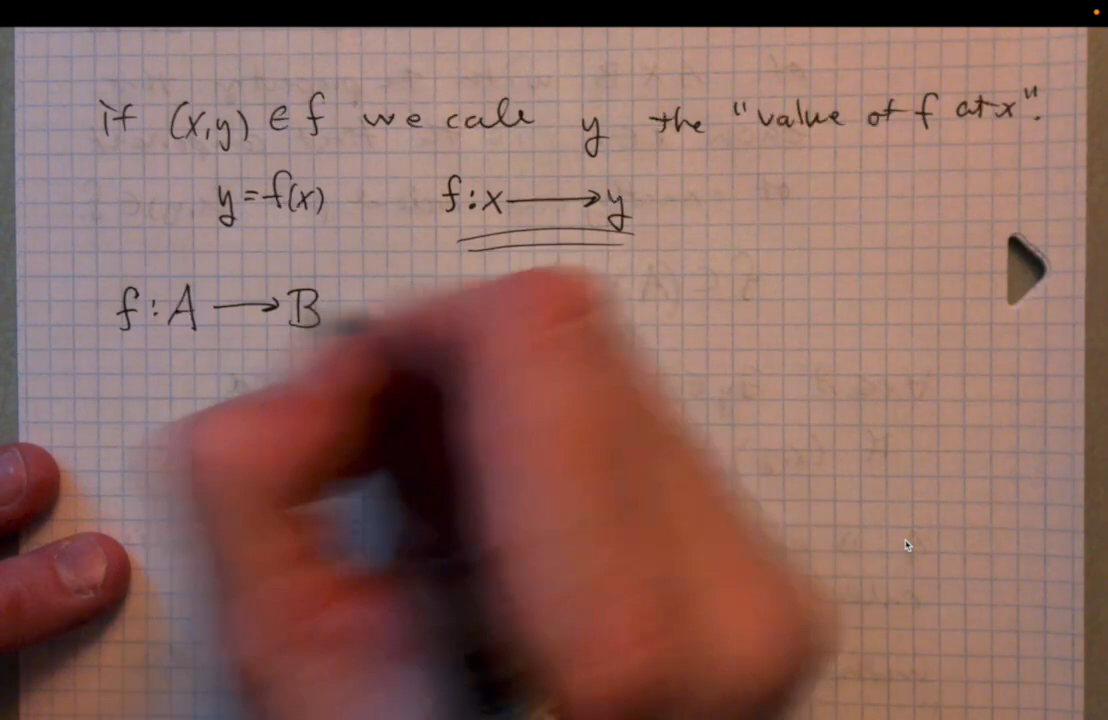 if (x,y) ∈ f we call y the "value of f at x".
y=f(x) f:x⟶y
f:A⟶B